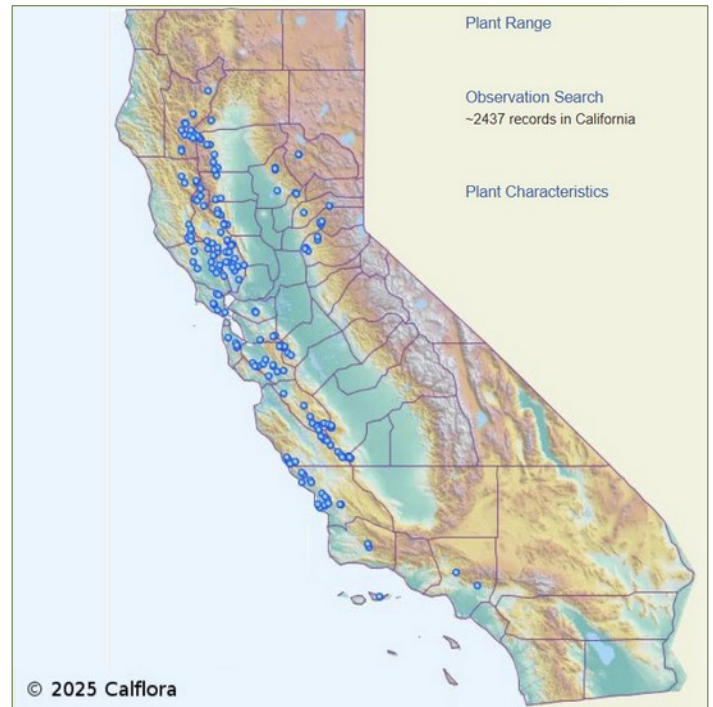 Plant Range
Observation Search
~2437 records in California
Plant Characteristics
© 2025 Calflora